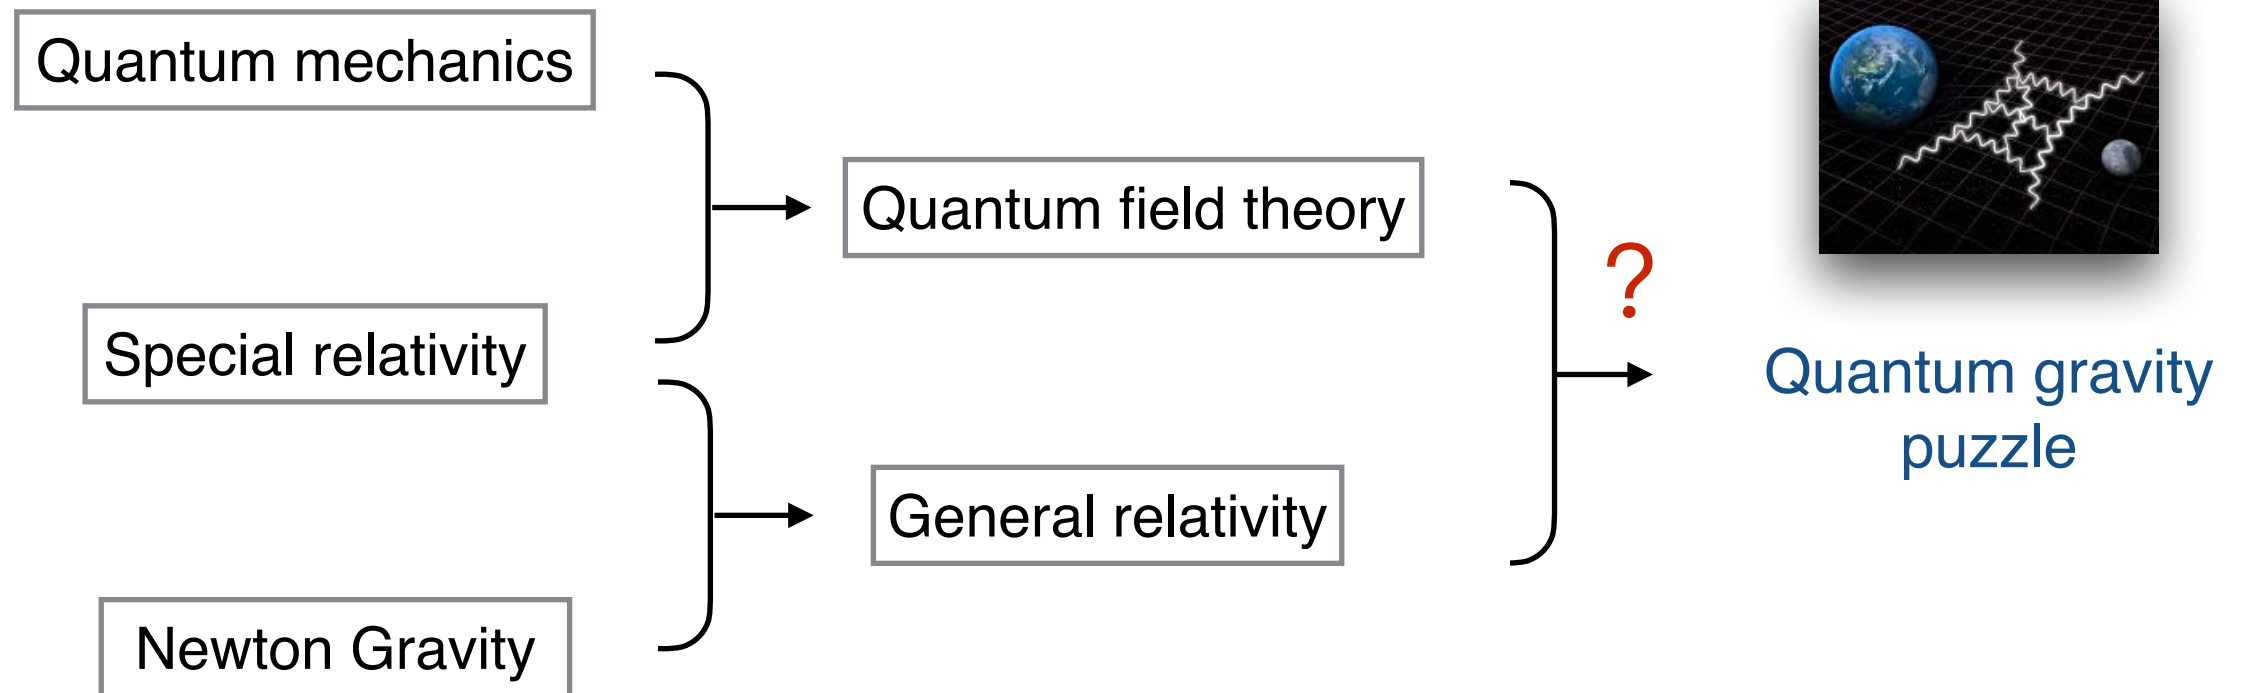 Quantum mechanics
Special relativity
Newton Gravity
Quantum field theory
General relativity
?
Quantum gravity
puzzle